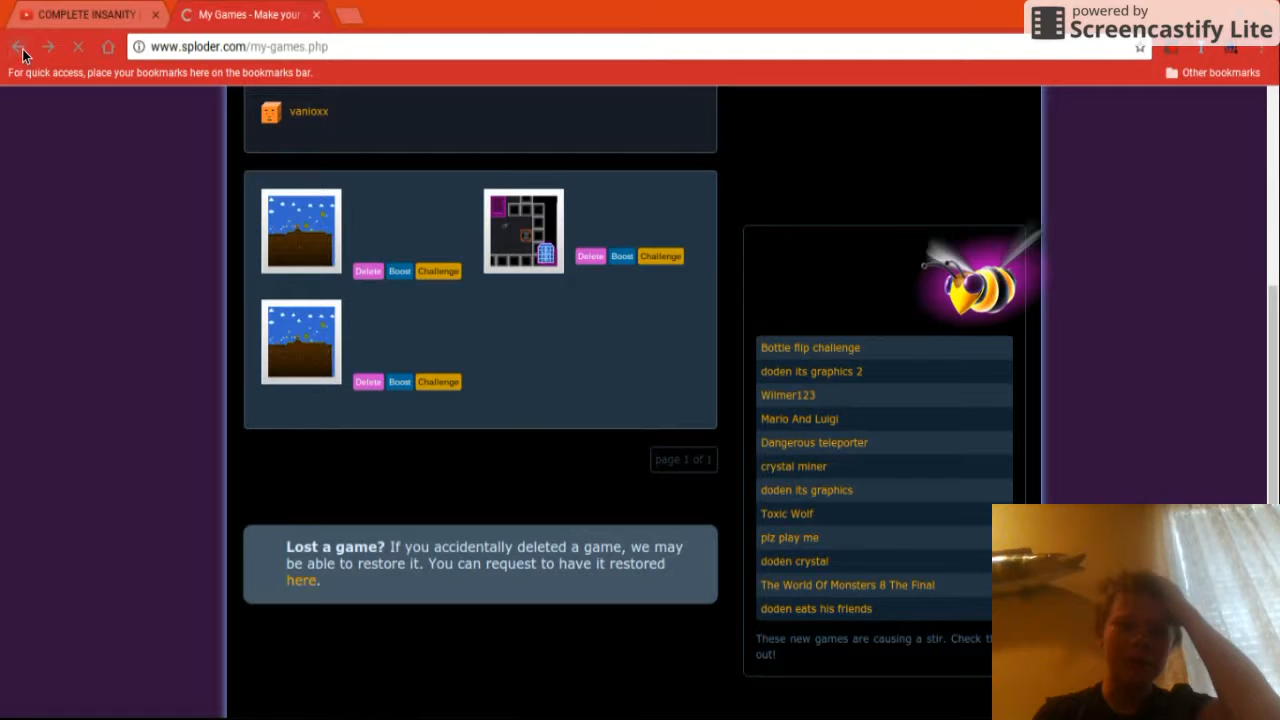 COMPLETE INSANITY
My Games - Make your
powered by
Screencastify Lite
www.sploder.com/my-games.php
For quick access, place your bookmarks here on the bookmarks bar.
Other bookmarks
vanioxx
Delete Boost Challenge
Delete Boost Challenge
Delete Boost Challenge
page 1 of 1
Lost a game? If you accidentally deleted a game, we may
be able to restore it. You can request to have it restored
here.
Bottle flip challenge
doden its graphics 2
Wilmer123
Mario And Luigi
Dangerous teleporter
crystal miner
doden its graphics
Toxic Wolf
plz play me
doden crystal
The World Of Monsters 8 The Final
doden eats his friends
These new games are causing a stir. Check
out!